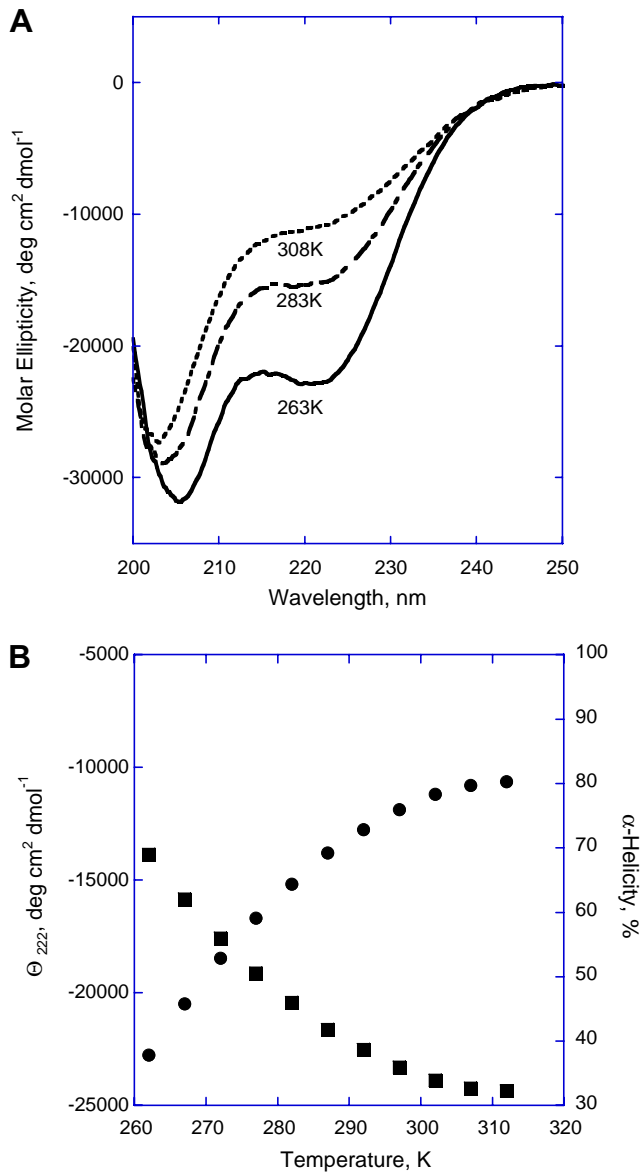 A
0
-10000
-20000
-30000
Molar Ellipticity, deg cm² dmol⁻¹
308K
283K
263K
200 210 220 230 240 250
Wavelength, nm
B
-5000
-10000
-15000
-20000
-25000
Θ₂₂₂, deg cm² dmol⁻¹
100
90
80
70
60
50
40
30
α-Helicity, %
260 270 280 290 300 310 320
Temperature, K